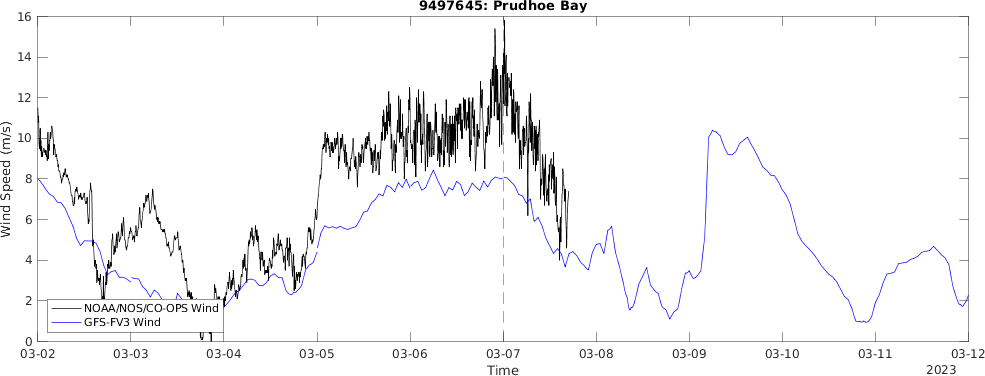 9497645: Prudhoe Bay
16
14
12
10
8
6
4
2
0
Wind Speed (m/s)
NOAA/NOS/CO-OPS Wind
GFS-FV3 Wind
03-02 03-03 03-04 03-05 03-06 03-07 03-08 03-09 03-10 03-11 03-12
Time
2023